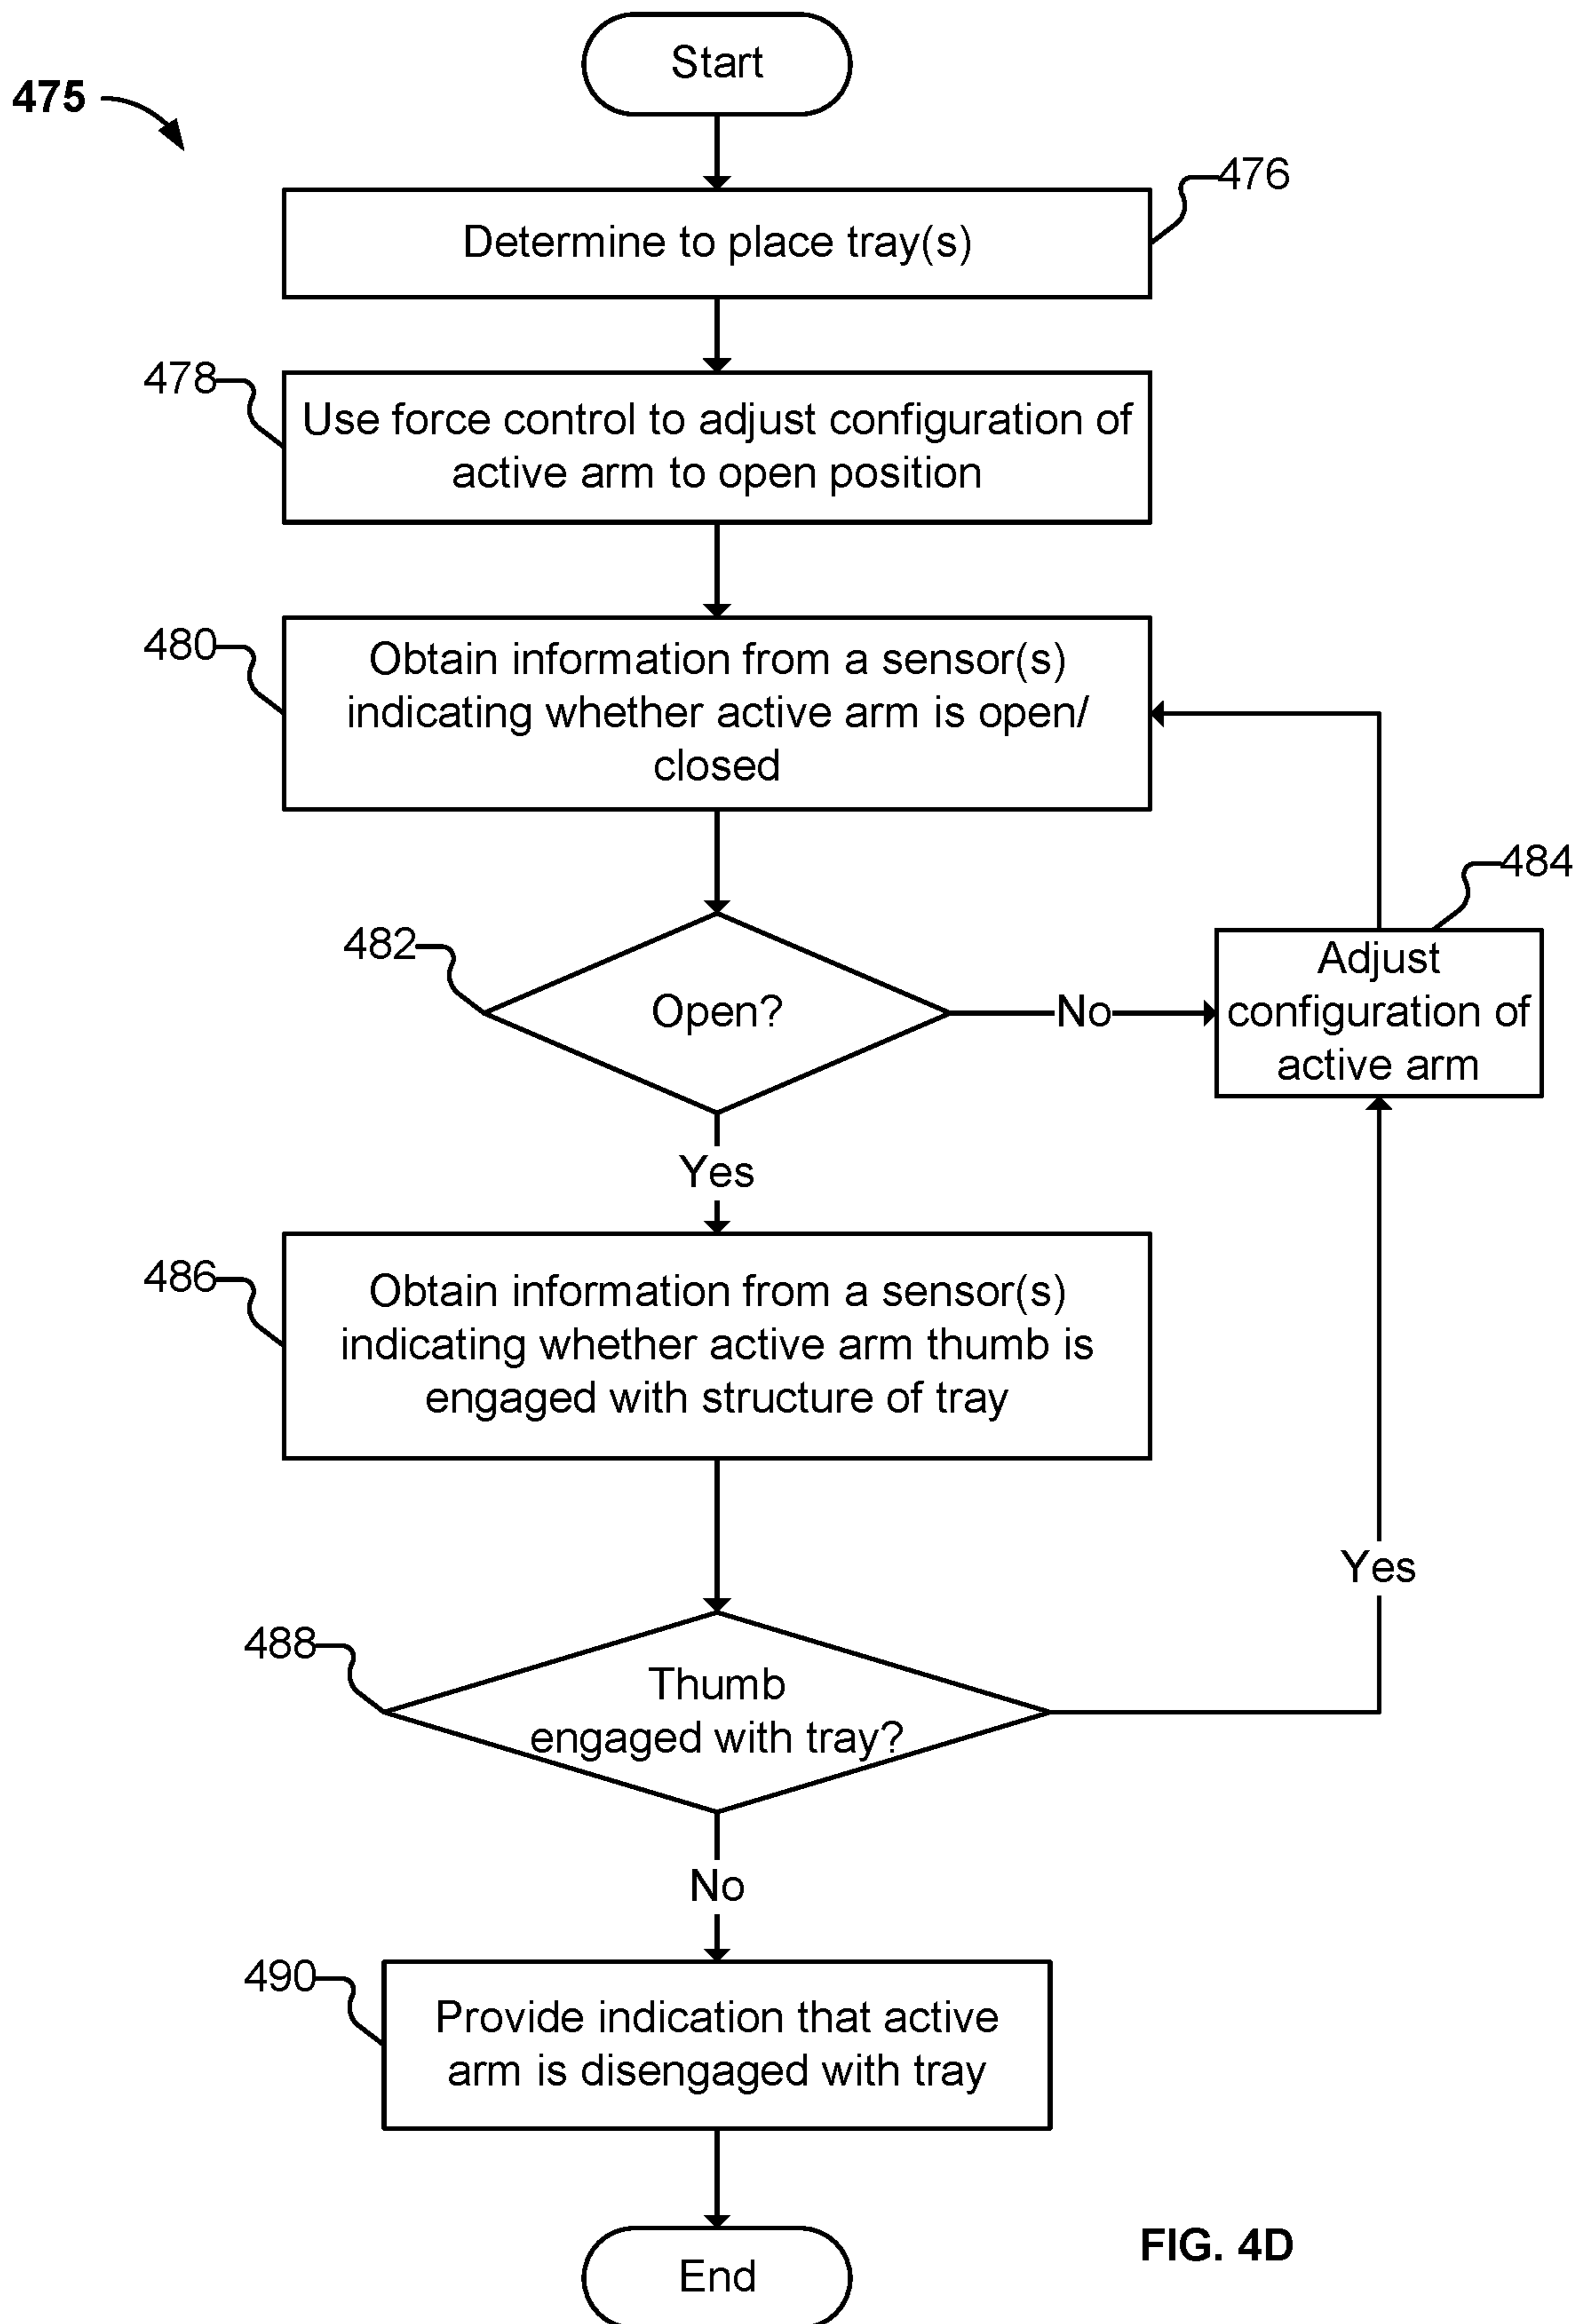 Start
475
476
Determine to place tray(s)
478
Use force control to adjust configuration of
active arm to open position
480
Obtain information from a sensor(s)
indicating whether active arm is open/
closed
484
482
Open?
No
Adjust
configuration of
active arm
Yes
486
Obtain information from a sensor(s)
indicating whether active arm thumb is
engaged with structure of tray
Yes
488
Thumb
engaged with tray?
No
490
Provide indication that active
arm is disengaged with tray
FIG. 4D
End